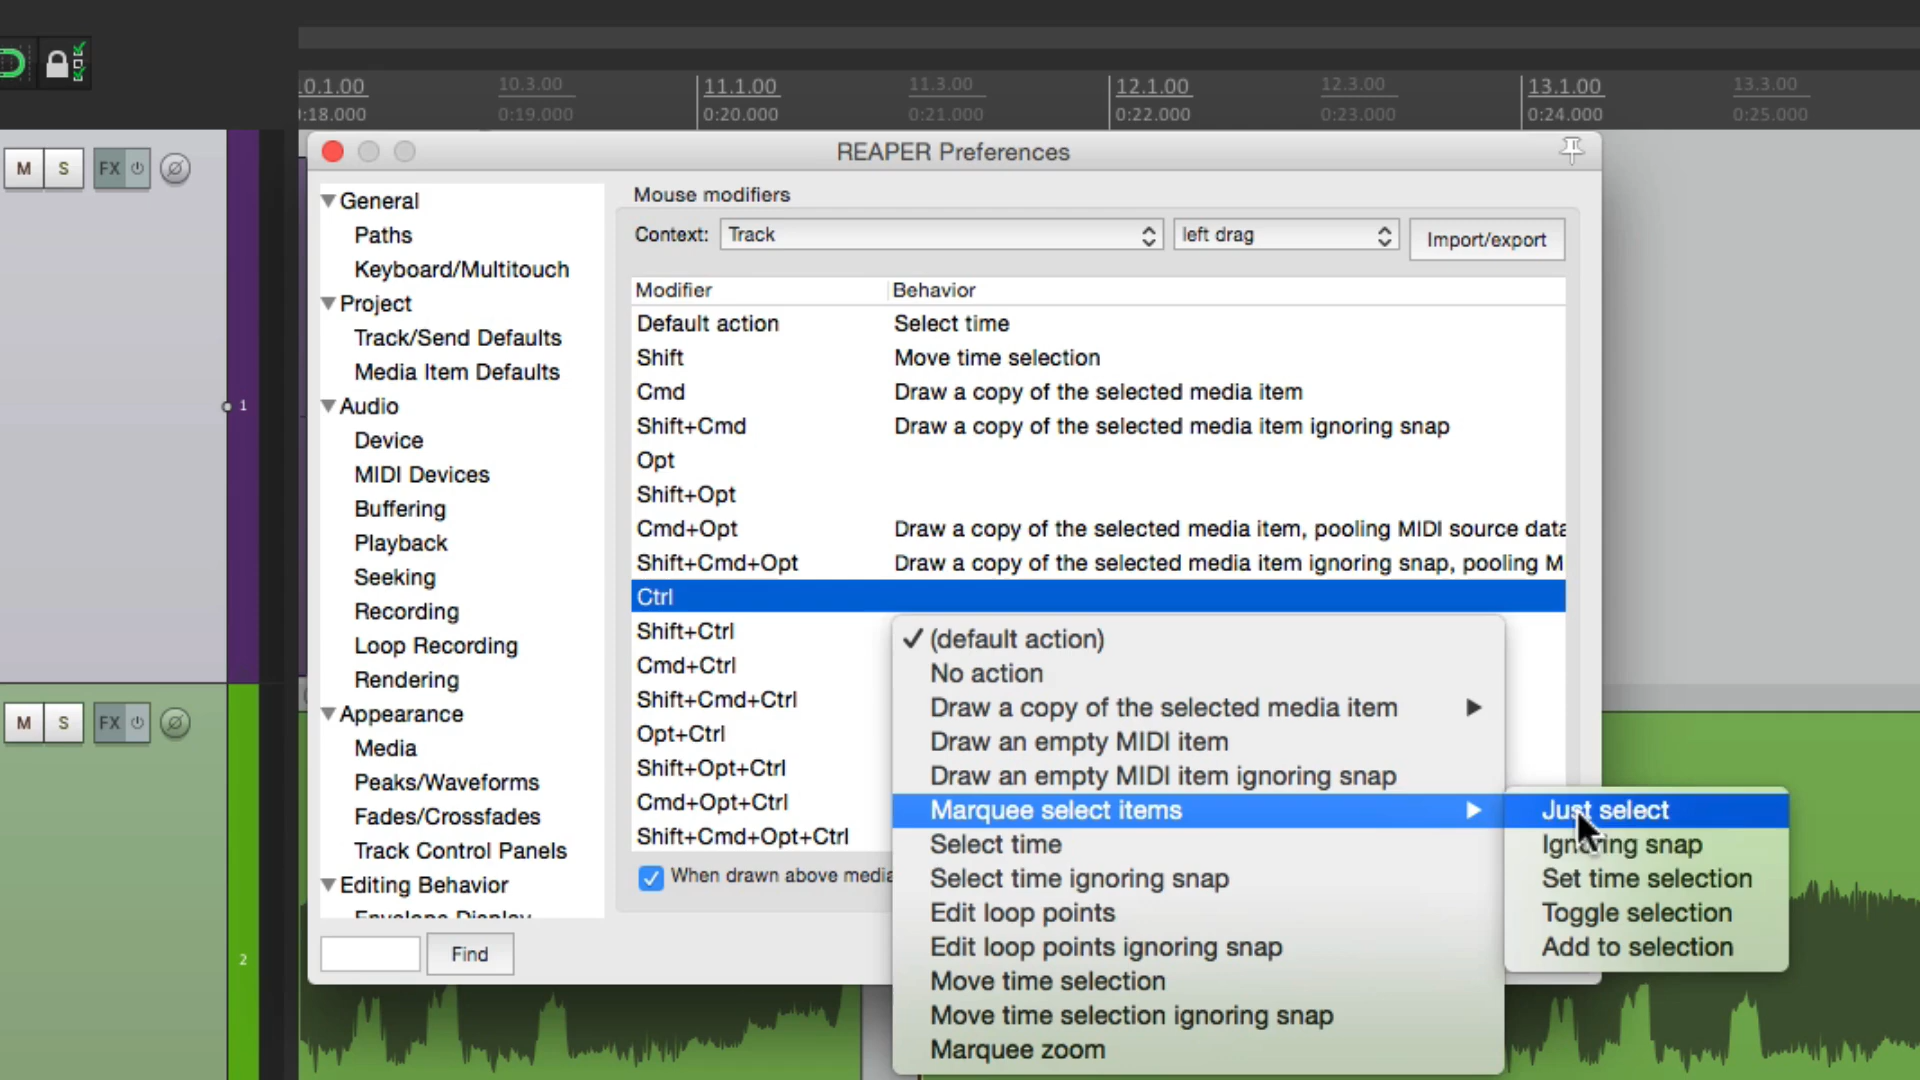 10.1.00 10.3.00 11.1.00 11.3.00 12.1.00 12.3.00 13.1.00 13.3.00
0:18.000 0:19.000 0:20.000 0:21.000 0:22.000 0:23.000 0:24.000 0:25.000
REAPER Preferences
M S FX
1
M S FX
2
General
Paths
Keyboard/Multitouch
Project
Track/Send Defaults
Media Item Defaults
Audio
Device
MIDI Devices
Buffering
Playback
Seeking
Recording
Loop Recording
Rendering
Appearance
Media
Peaks/Waveforms
Fades/Crossfades
Track Control Panels
Editing Behavior
Envelope Display
Find
Mouse modifiers
Context: Track left drag Import/export
Modifier Behavior
Default action Select time
Shift Move time selection
Cmd Draw a copy of the selected media item
Shift+Cmd Draw a copy of the selected media item ignoring snap
Opt
Shift+Opt
Cmd+Opt Draw a copy of the selected media item, pooling MIDI source data
Shift+Cmd+Opt Draw a copy of the selected media item ignoring snap, pooling M
Ctrl
Shift+Ctrl
Cmd+Ctrl
Shift+Cmd+Ctrl
Opt+Ctrl
Shift+Opt+Ctrl
Cmd+Opt+Ctrl
Shift+Cmd+Opt+Ctrl
When drawn above media
(default action)
No action
Draw a copy of the selected media item
Draw an empty MIDI item
Draw an empty MIDI item ignoring snap
Marquee select items
Select time
Select time ignoring snap
Edit loop points
Edit loop points ignoring snap
Move time selection
Move time selection ignoring snap
Marquee zoom
Just select
Ignoring snap
Set time selection
Toggle selection
Add to selection